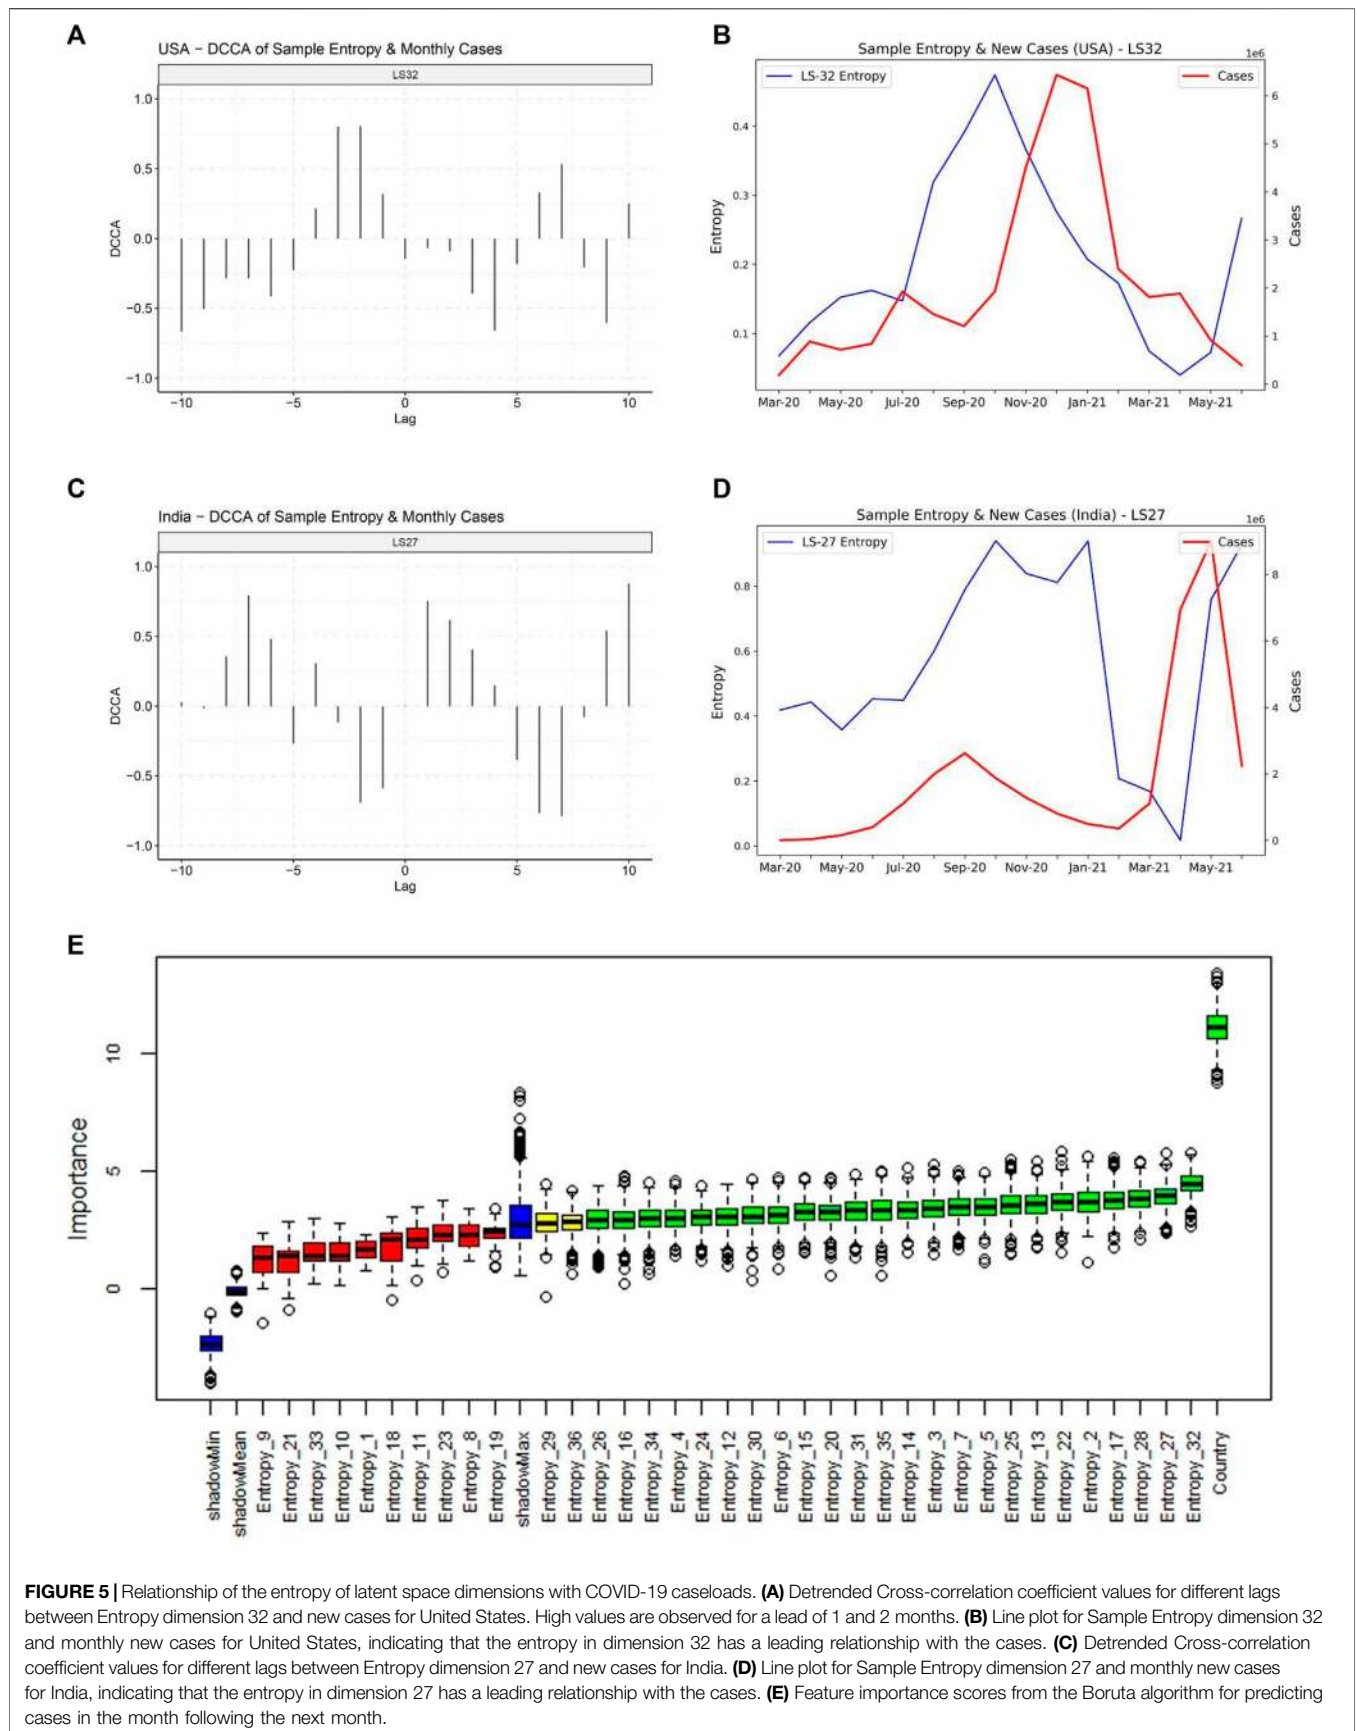 A
USA − DCCA of Sample Entropy & Monthly Cases
LS32
1.0
0.5
0.0
−0.5
−1.0
DCCA
−10
−5
0
5
10
Lag
B
Sample Entropy & New Cases (USA) - LS32
1e6
LS-32 Entropy
Cases
0.4
0.3
0.2
0.1
Entropy
6
5
4
3
2
1
0
Cases
Mar-20
May-20
Jul-20
Sep-20
Nov-20
Jan-21
Mar-21
May-21
C
India − DCCA of Sample Entropy & Monthly Cases
LS27
1.0
0.5
0.0
−0.5
−1.0
DCCA
−10
−5
0
5
10
Lag
D
Sample Entropy & New Cases (India) - LS27
1e6
LS-27 Entropy
Cases
0.8
0.6
0.4
0.2
0.0
Entropy
8
6
4
2
0
Cases
Mar-20
May-20
Jul-20
Sep-20
Nov-20
Jan-21
Mar-21
May-21
E
Importance
10
5
0
shadowMin
shadowMean
Entropy_9
Entropy_21
Entropy_33
Entropy_10
Entropy_1
Entropy_18
Entropy_11
Entropy_23
Entropy_8
Entropy_19
shadowMax
Entropy_29
Entropy_36
Entropy_26
Entropy_16
Entropy_34
Entropy_4
Entropy_24
Entropy_12
Entropy_30
Entropy_6
Entropy_15
Entropy_20
Entropy_31
Entropy_35
Entropy_14
Entropy_3
Entropy_7
Entropy_5
Entropy_25
Entropy_13
Entropy_22
Entropy_2
Entropy_17
Entropy_28
Entropy_27
Entropy_32
Country
FIGURE 5 | Relationship of the entropy of latent space dimensions with COVID-19 caseloads. (A) Detrended Cross-correlation coefficient values for different lags
between Entropy dimension 32 and new cases for United States. High values are observed for a lead of 1 and 2 months. (B) Line plot for Sample Entropy dimension 32
and monthly new cases for United States, indicating that the entropy in dimension 32 has a leading relationship with the cases. (C) Detrended Cross-correlation
coefficient values for different lags between Entropy dimension 27 and new cases for India. (D) Line plot for Sample Entropy dimension 27 and monthly new cases
for India, indicating that the entropy in dimension 27 has a leading relationship with the cases. (E) Feature importance scores from the Boruta algorithm for predicting
cases in the month following the next month.